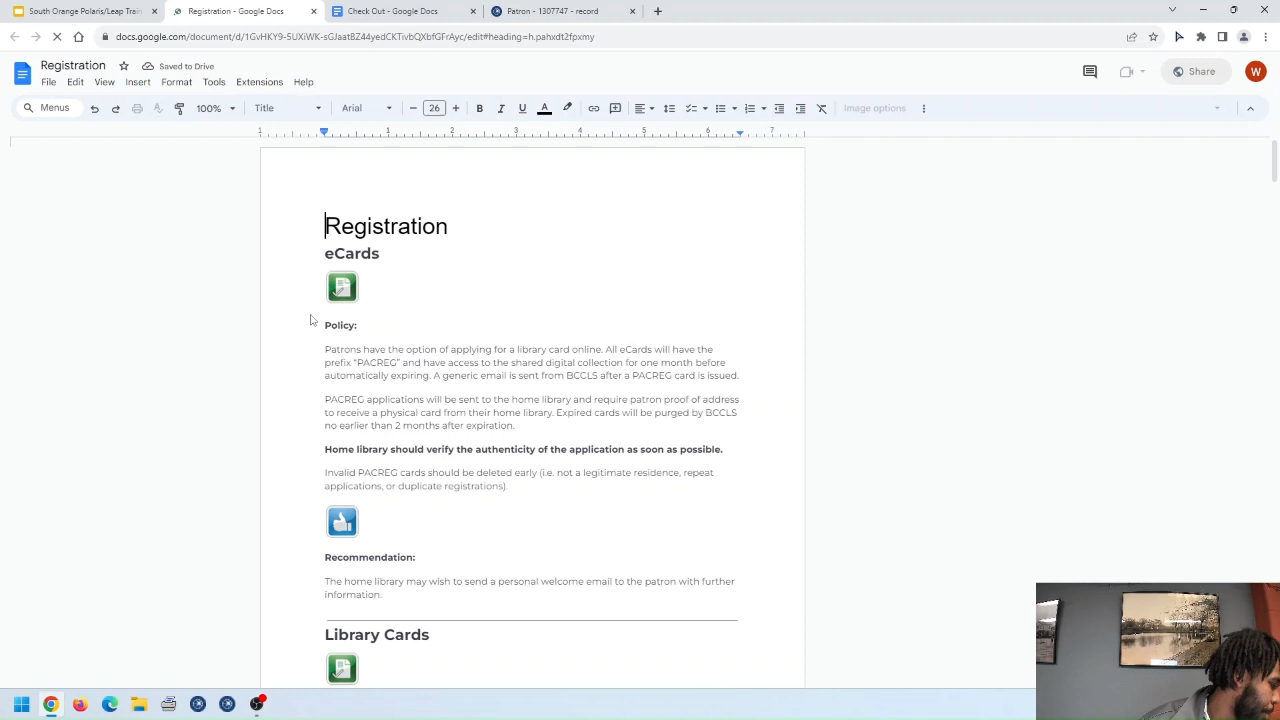 South Orange Polaris/Leap Train
Registration - Google Docs
Check Out - Google Docs
Patron - 1307747 - record
docs.google.com/document/d/1GvHKY9-5UXiWK-sGJaatBZ44yedCKTivbQXbfGFrAyc/edit#heading=h.pahxdt2fpxmy
Registration
Saved to Drive
Share
W
File Edit View Insert Format Tools Extensions Help
Menus 100% Title Arial 26 B I U A Image options
1 1 2 3 4 5 6 7
Registration
eCards
Policy:
Patrons have the option of applying for a library card online. All eCards will have the
prefix “PACREG” and have access to the shared digital collection for one month before
automatically expiring. A generic email is sent from BCCLS after a PACREG card is issued.
PACREG applications will be sent to the home library and require patron proof of address
to receive a physical card from their home library. Expired cards will be purged by BCCLS
no earlier than 2 months after expiration.
Home library should verify the authenticity of the application as soon as possible.
Invalid PACREG cards should be deleted early (i.e. not a legitimate residence, repeat
applications, or duplicate registrations).
Recommendation:
The home library may wish to send a personal welcome email to the patron with further
information.
Library Cards